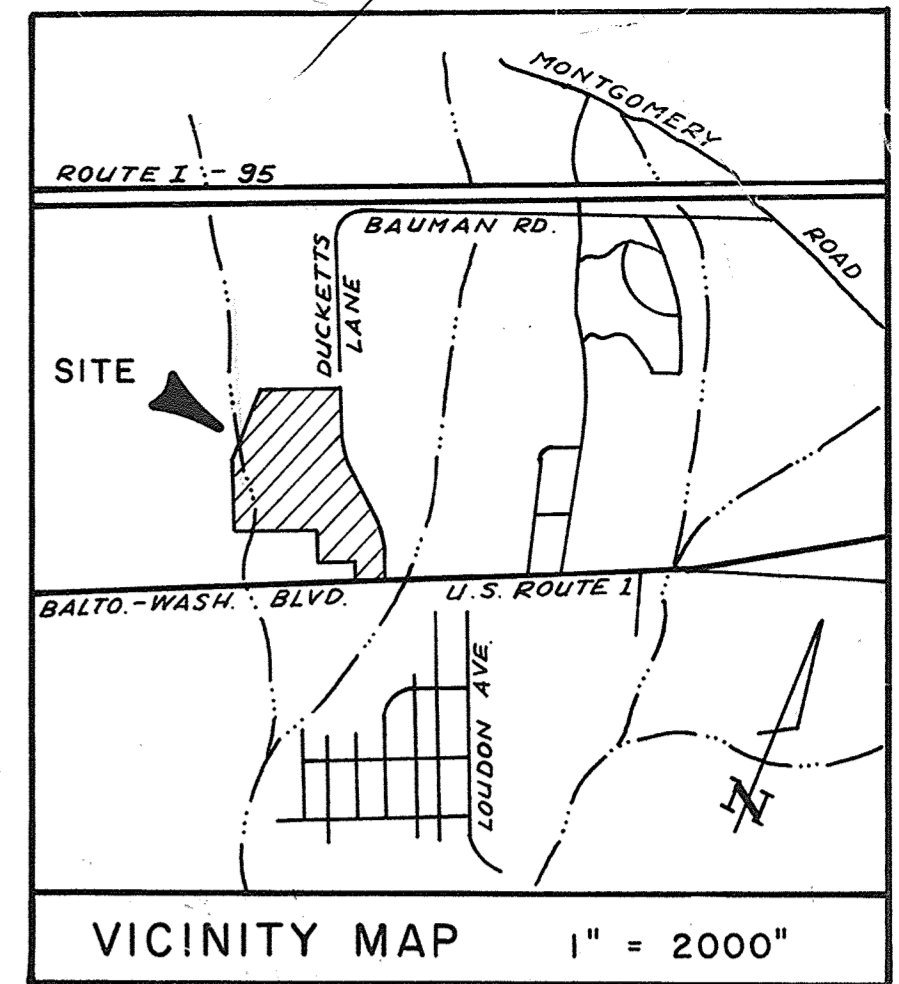 MONTGOMERY
ROAD
ROUTE I - 95
BAUMAN RD.
DUCKETTS
LANE
SITE
BALTO.-WASH. BLVD.
U.S. ROUTE 1
LOUDON AVE.
N
VICINITY MAP 1" = 2000"